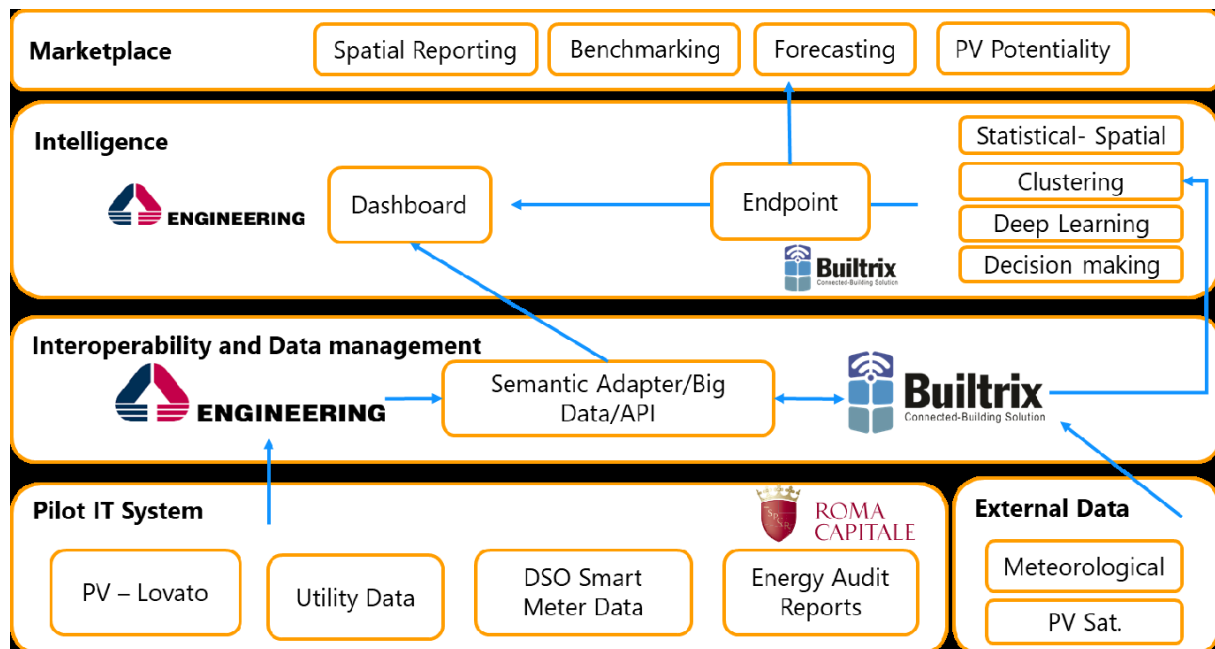 Marketplace
Spatial Reporting
Benchmarking
Forecasting
PV Potentiality
Intelligence
Statistical- Spatial
Clustering
Deep Learning
Decision making
ENGINEERING
Dashboard
Endpoint
Builtrix
Connected-Building Solution
Interoperability and Data management
ENGINEERING
Semantic Adapter/Big
Data/API
Builtrix
Connected-Building Solution
Pilot IT System
ROMA
CAPITALE
PV – Lovato
Utility Data
DSO Smart
Meter Data
Energy Audit
Reports
External Data
Meteorological
PV Sat.